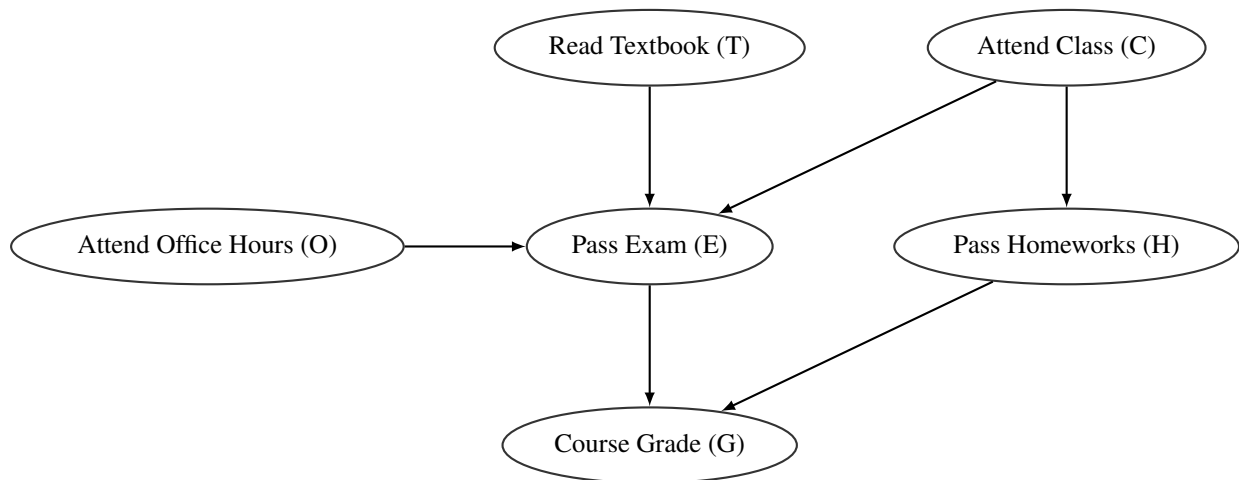 Read Textbook (T)
Attend Class (C)
Attend Office Hours (O)
Pass Exam (E)
Pass Homeworks (H)
Course Grade (G)